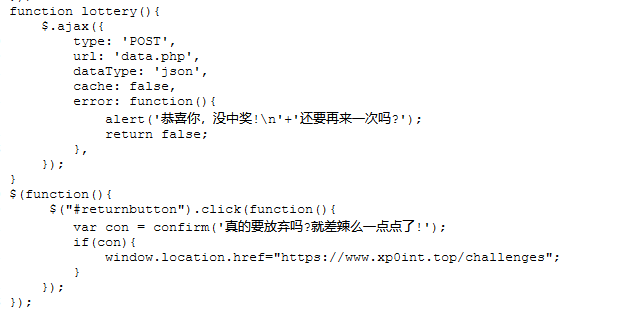 function lottery(){
$.ajax({
type: 'POST',
url: 'data.php',
dataType: 'json',
cache: false,
error: function(){
alert('恭喜你，没中奖!\n'+'还要再来一次吗?');
return false;
},
});
}
$(function(){
$("#returnbutton").click(function(){
var con = confirm('真的要放弃吗?就差辣么一点点了!');
if(con){
window.location.href="https://www.xp0int.top/challenges";
}
});
});